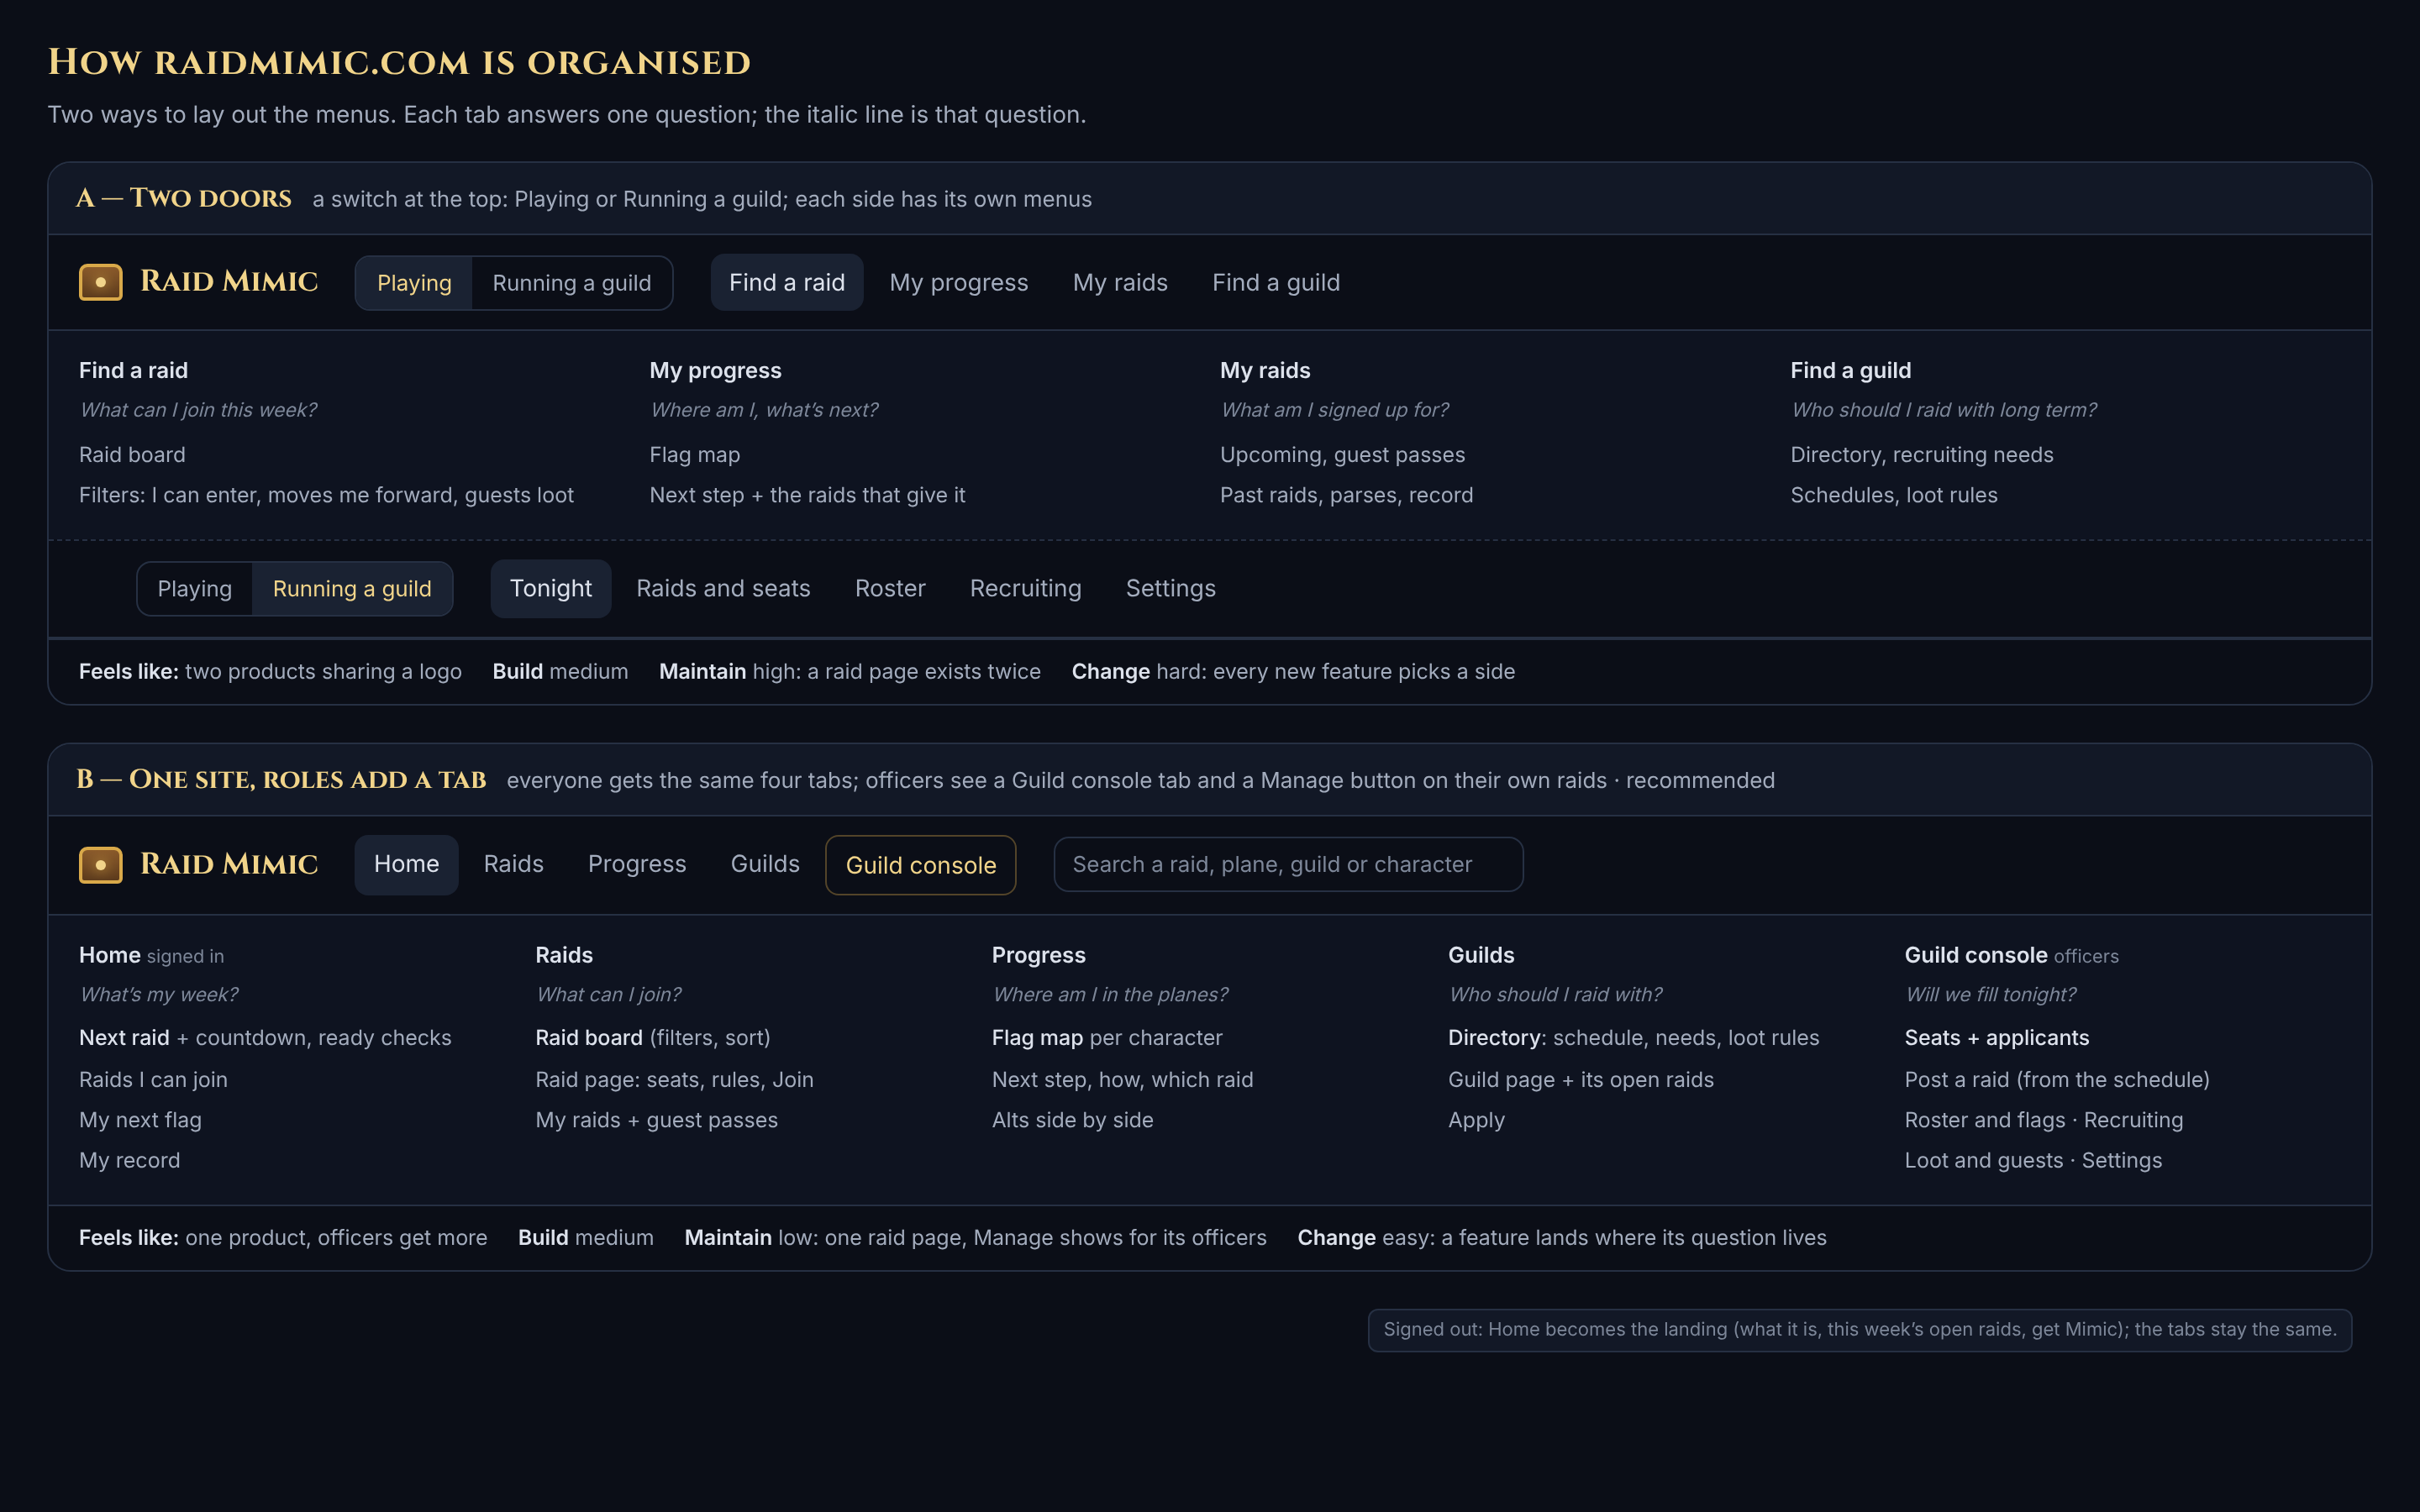 How raidmimic.com is organised
Two ways to lay out the menus. Each tab answers one question; the italic line is that question.
A — Two doors a switch at the top: Playing or Running a guild; each side has its own menus
Raid Mimic Playing Running a guild Find a raid My progress My raids Find a guild
Find a raid
What can I join this week?
Raid board
Filters: I can enter, moves me forward, guests loot
My progress
Where am I, what’s next?
Flag map
Next step + the raids that give it
My raids
What am I signed up for?
Upcoming, guest passes
Past raids, parses, record
Find a guild
Who should I raid with long term?
Directory, recruiting needs
Schedules, loot rules
Playing Running a guild Tonight Raids and seats Roster Recruiting Settings
Feels like: two products sharing a logo Build medium Maintain high: a raid page exists twice Change hard: every new feature picks a side
B — One site, roles add a tab everyone gets the same four tabs; officers see a Guild console tab and a Manage button on their own raids · recommended
Raid Mimic Home Raids Progress Guilds Guild console Search a raid, plane, guild or character
Home signed in
What’s my week?
Next raid + countdown, ready checks
Raids I can join
My next flag
My record
Raids
What can I join?
Raid board (filters, sort)
Raid page: seats, rules, Join
My raids + guest passes
Progress
Where am I in the planes?
Flag map per character
Next step, how, which raid
Alts side by side
Guilds
Who should I raid with?
Directory: schedule, needs, loot rules
Guild page + its open raids
Apply
Guild console officers
Will we fill tonight?
Seats + applicants
Post a raid (from the schedule)
Roster and flags · Recruiting
Loot and guests · Settings
Feels like: one product, officers get more Build medium Maintain low: one raid page, Manage shows for its officers Change easy: a feature lands where its question lives
Signed out: Home becomes the landing (what it is, this week’s open raids, get Mimic); the tabs stay the same.